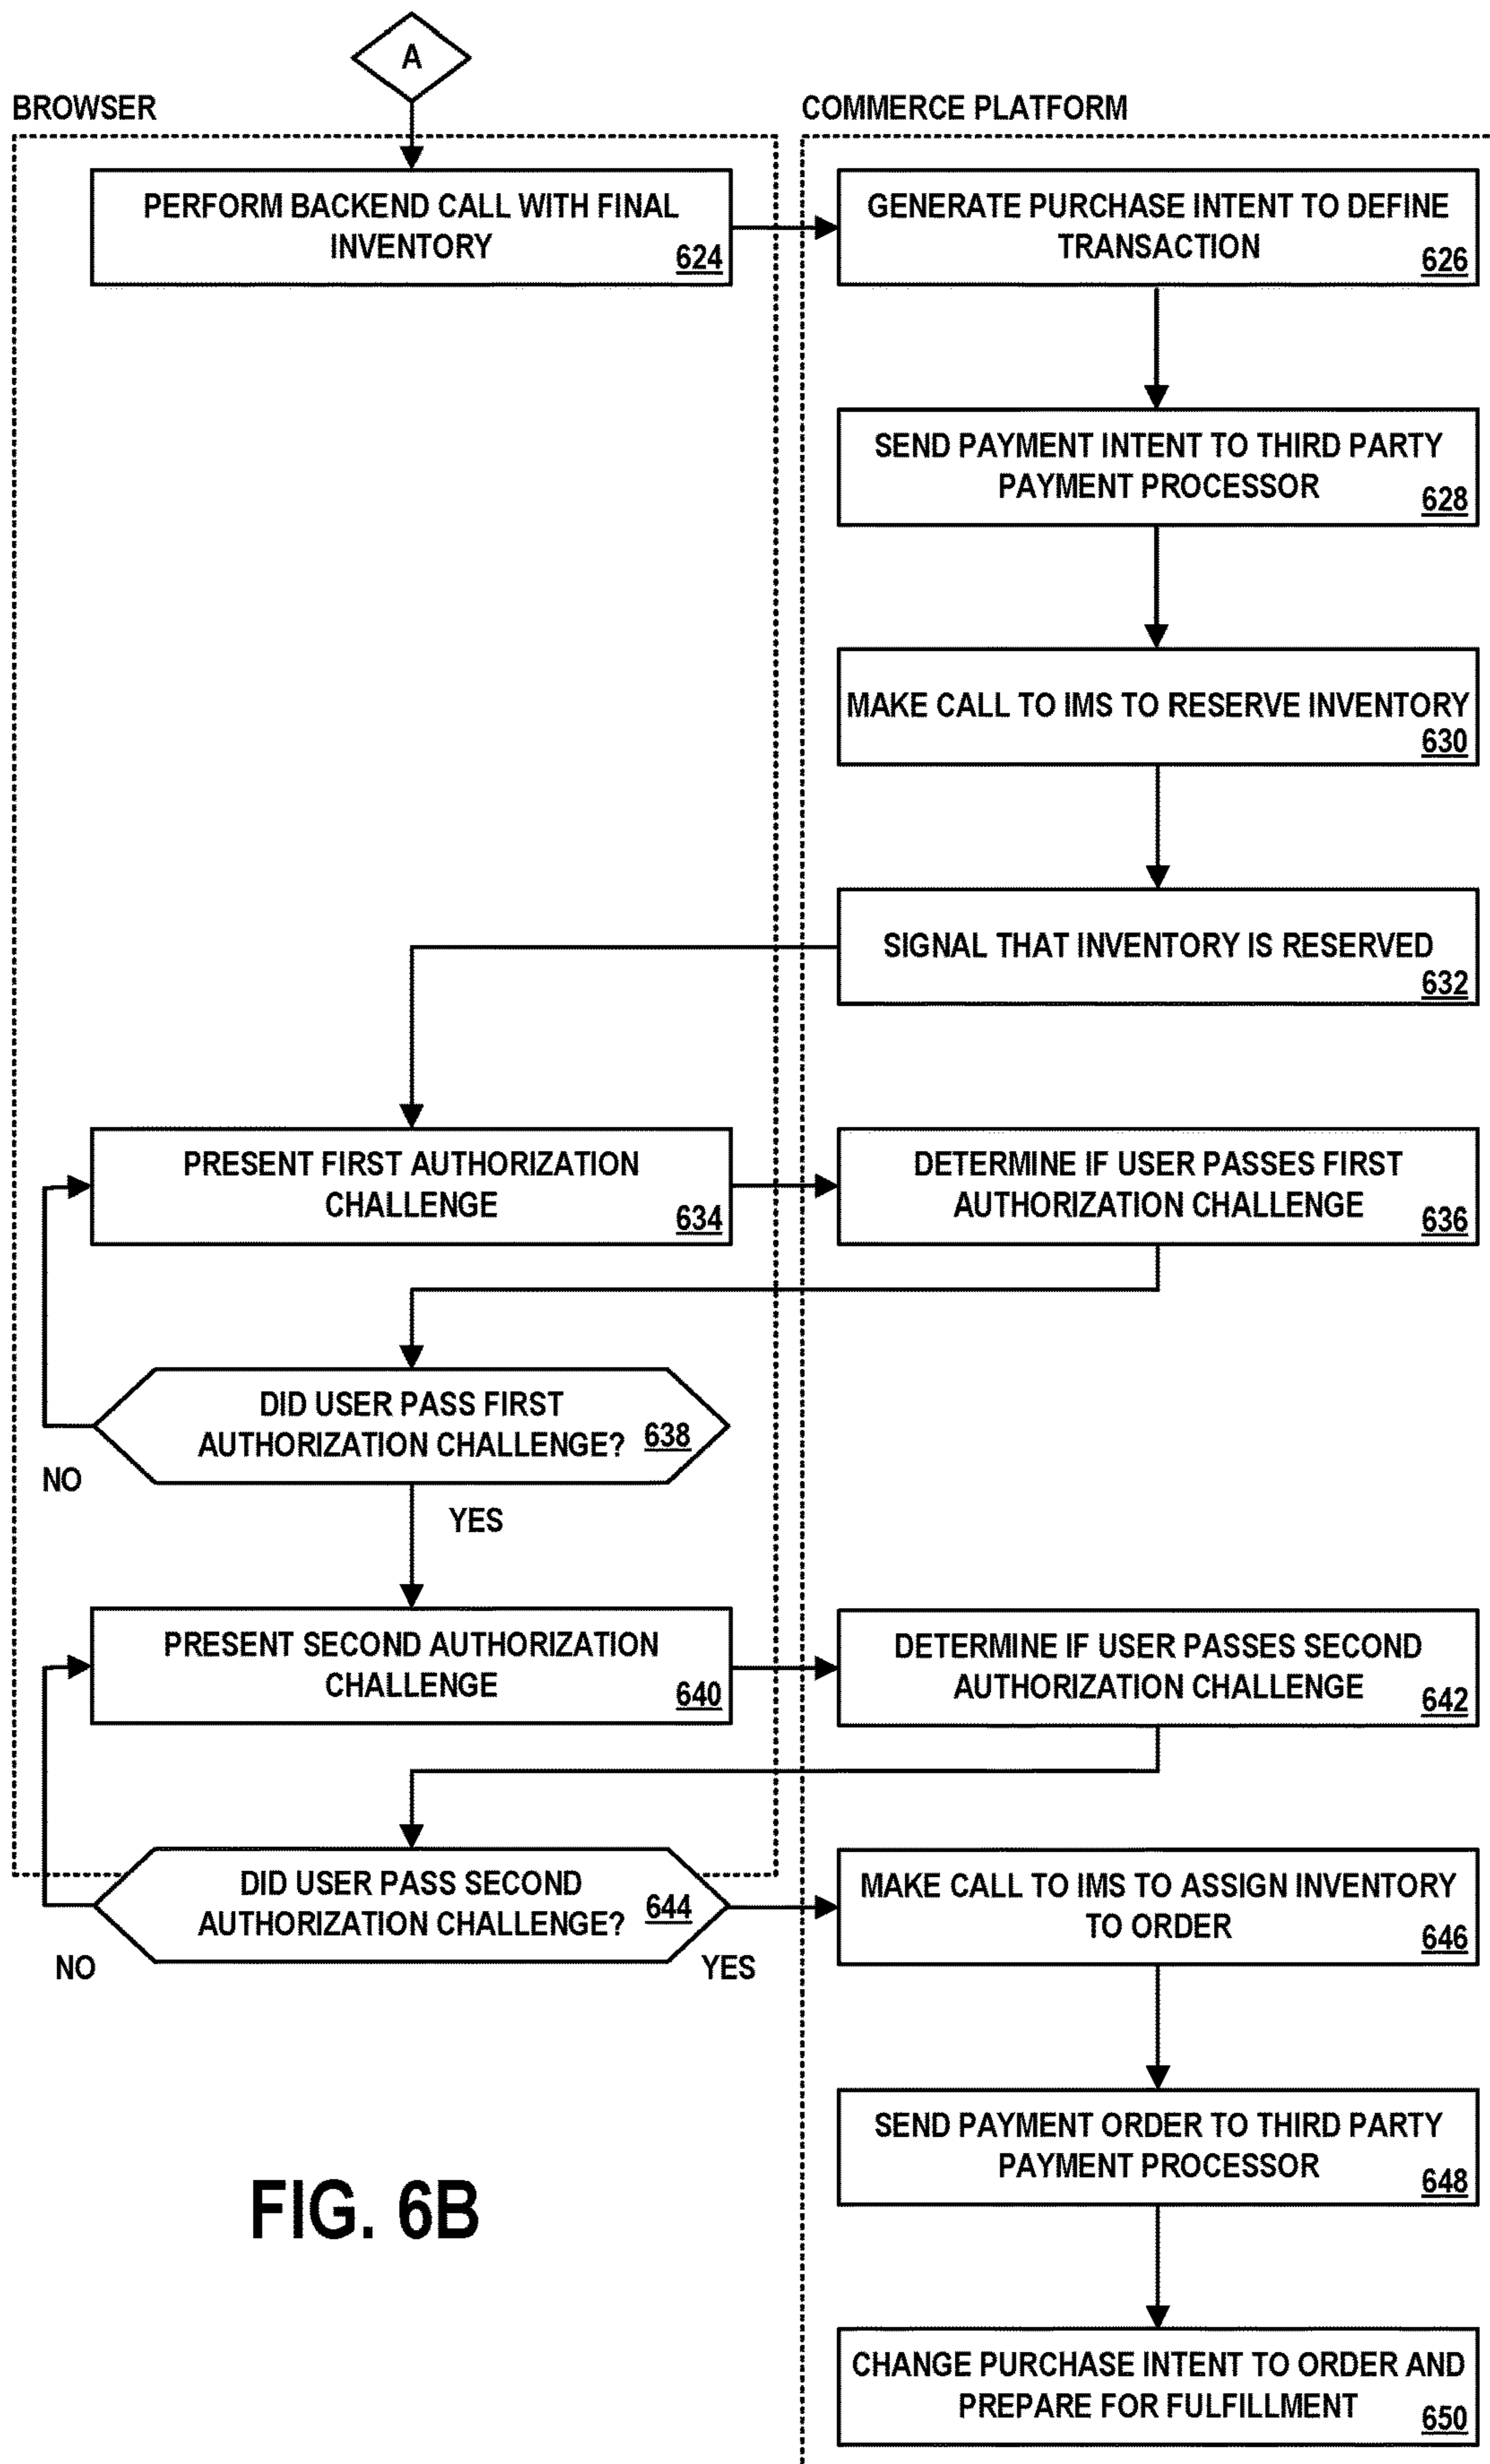 A
BROWSER
COMMERCE PLATFORM
PERFORM BACKEND CALL WITH FINAL
INVENTORY
624
GENERATE PURCHASE INTENT TO DEFINE
TRANSACTION
626
SEND PAYMENT INTENT TO THIRD PARTY
PAYMENT PROCESSOR
628
MAKE CALL TO IMS TO RESERVE INVENTORY
630
SIGNAL THAT INVENTORY IS RESERVED
632
PRESENT FIRST AUTHORIZATION
CHALLENGE
634
DETERMINE IF USER PASSES FIRST
AUTHORIZATION CHALLENGE
636
DID USER PASS FIRST
AUTHORIZATION CHALLENGE?
638
NO
YES
PRESENT SECOND AUTHORIZATION
CHALLENGE
640
DETERMINE IF USER PASSES SECOND
AUTHORIZATION CHALLENGE
642
DID USER PASS SECOND
AUTHORIZATION CHALLENGE?
644
NO
YES
MAKE CALL TO IMS TO ASSIGN INVENTORY
TO ORDER
646
SEND PAYMENT ORDER TO THIRD PARTY
PAYMENT PROCESSOR
648
FIG. 6B
CHANGE PURCHASE INTENT TO ORDER AND
PREPARE FOR FULFILLMENT
650